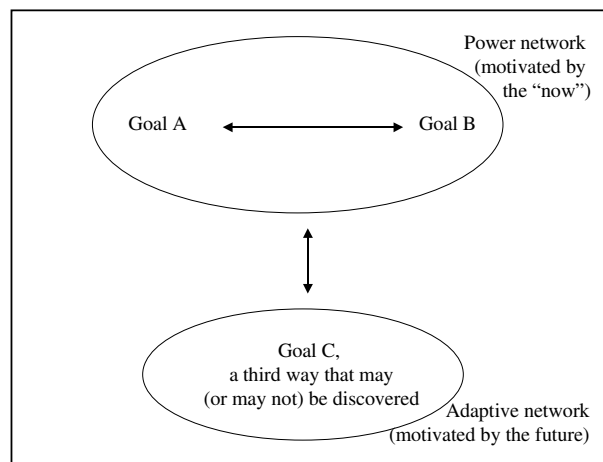 Power network
(motivated by
the “now”)
Goal A
Goal B
Goal C,
a third way that may
(or may not) be discovered
Adaptive network
(motivated by the future)